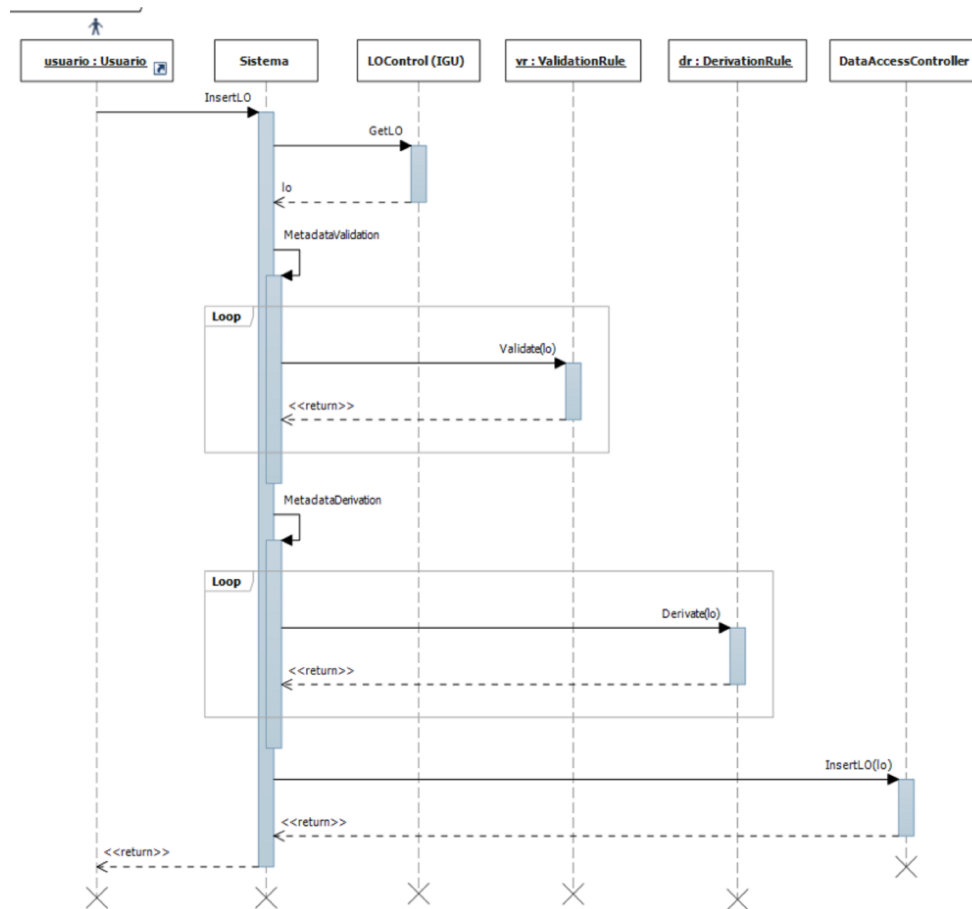 usuario : Usuario
Sistema
LOControl (IGU)
vr : ValidationRule
dr : DerivationRule
DataAccessController
InsertLO
GetLO
lo
MetadataValidation
Loop
Validate(lo)
<<return>>
MetadataDerivation
Loop
Derivate(lo)
<<return>>
InsertLO(lo)
<<return>>
<<return>>